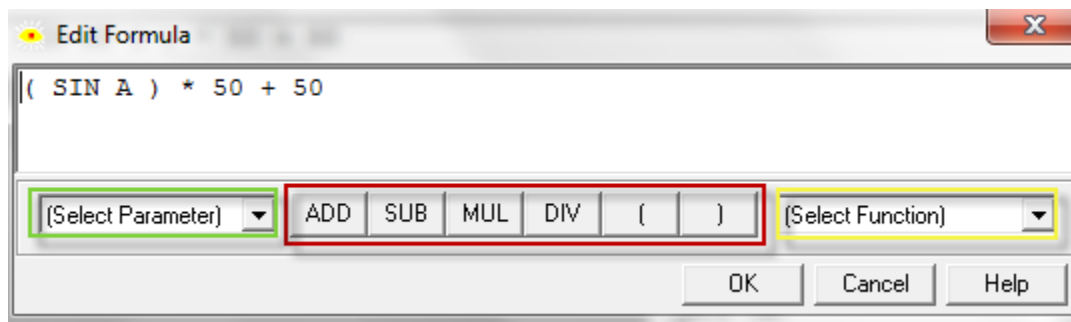 Edit Formula
( SIN A ) * 50 + 50
(Select Parameter) ADD SUB MUL DIV ( ) (Select Function)
OK Cancel Help